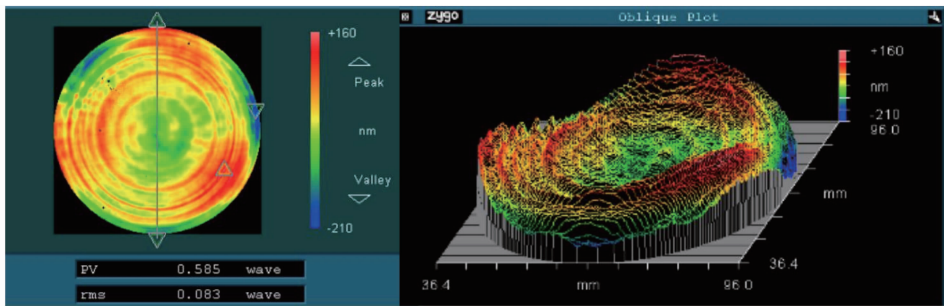 +160
Peak
nm
Valley
-210
PV 0.585 wave
rms 0.083 wave
zygo Oblique Plot
+160
nm
-210
96.0
mm
36.4
36.4 mm 96.0